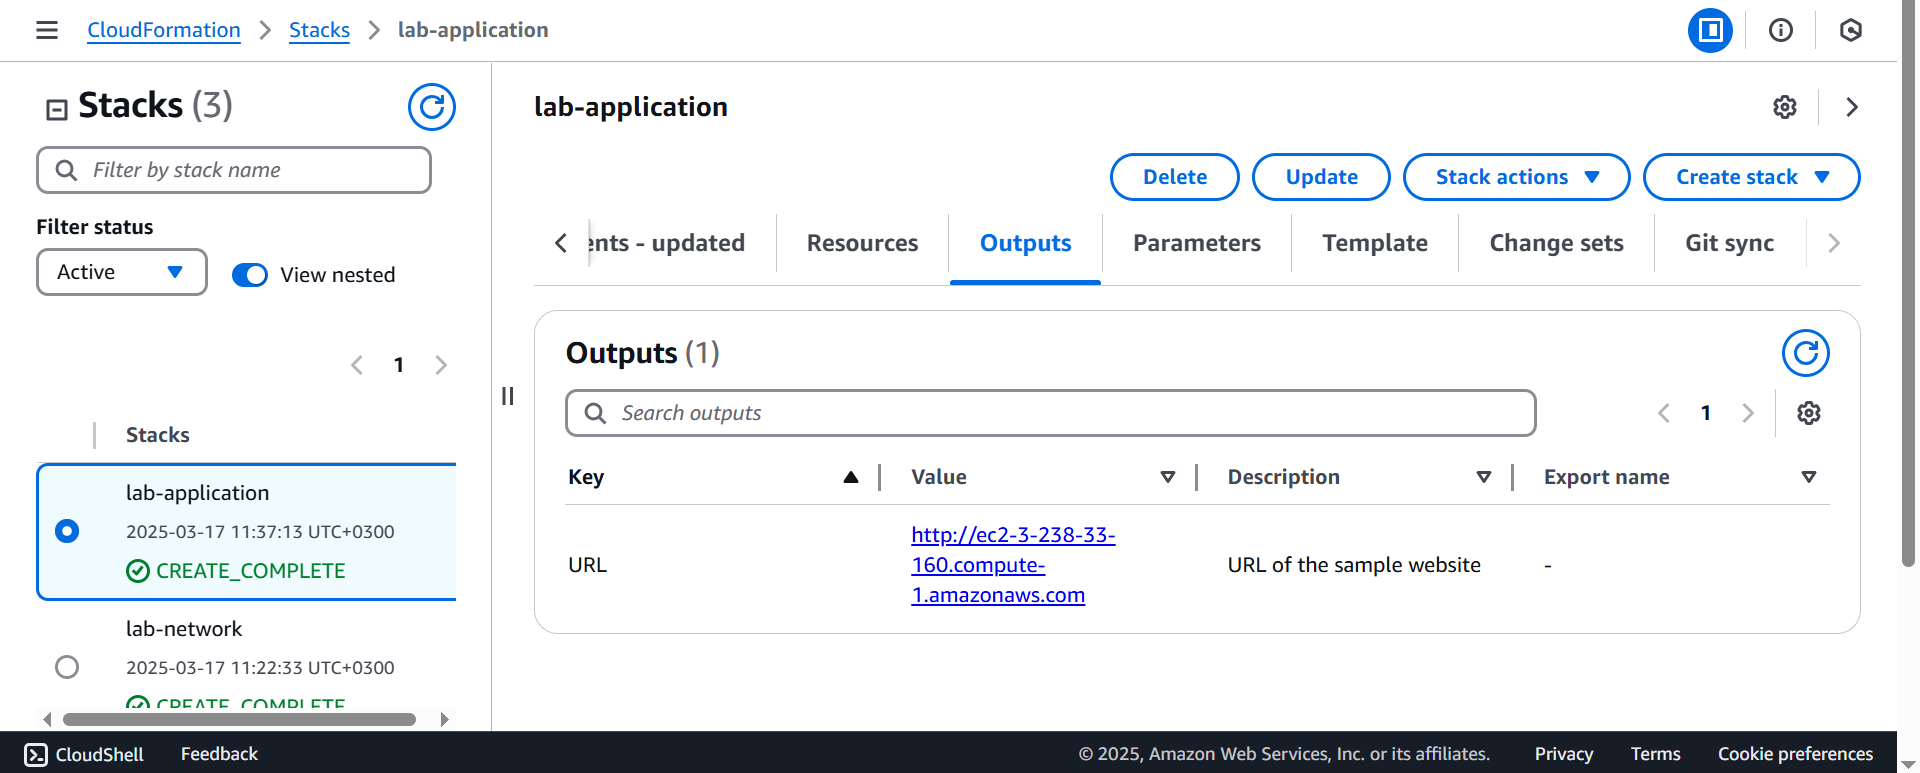 CloudFormation > Stacks > lab-application
Stacks (3)
Filter by stack name
Filter status
Active
View nested
1
Stacks
lab-application
2025-03-17 11:37:13 UTC+0300
CREATE_COMPLETE
lab-network
2025-03-17 11:22:33 UTC+0300
CREATE_COMPLETE
lab-application
Delete
Update
Stack actions
Create stack
ents - updated
Resources
Outputs
Parameters
Template
Change sets
Git sync
Outputs (1)
Search outputs
1
Key
Value
Description
Export name
URL
http://ec2-3-238-33-
160.compute-
1.amazonaws.com
URL of the sample website
-
CloudShell
Feedback
© 2025, Amazon Web Services, Inc. or its affiliates.
Privacy
Terms
Cookie preferences